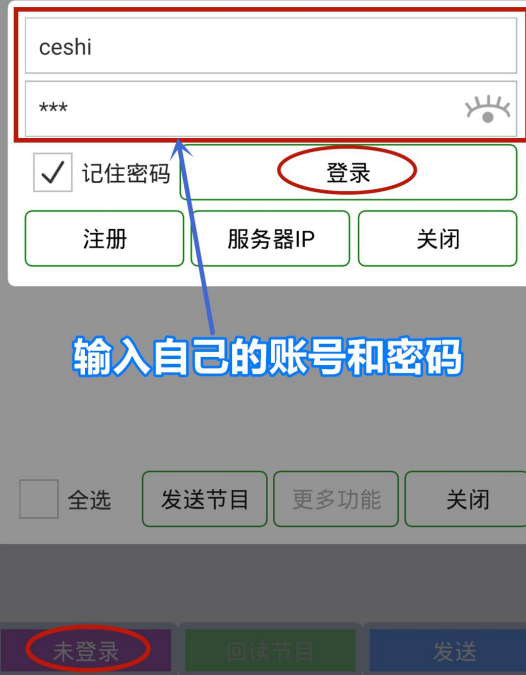 ceshi
***
记住密码 登录
注册 服务器IP 关闭
输入自己的账号和密码
全选 发送节目 更多功能 关闭
未登录 回读节目 发送